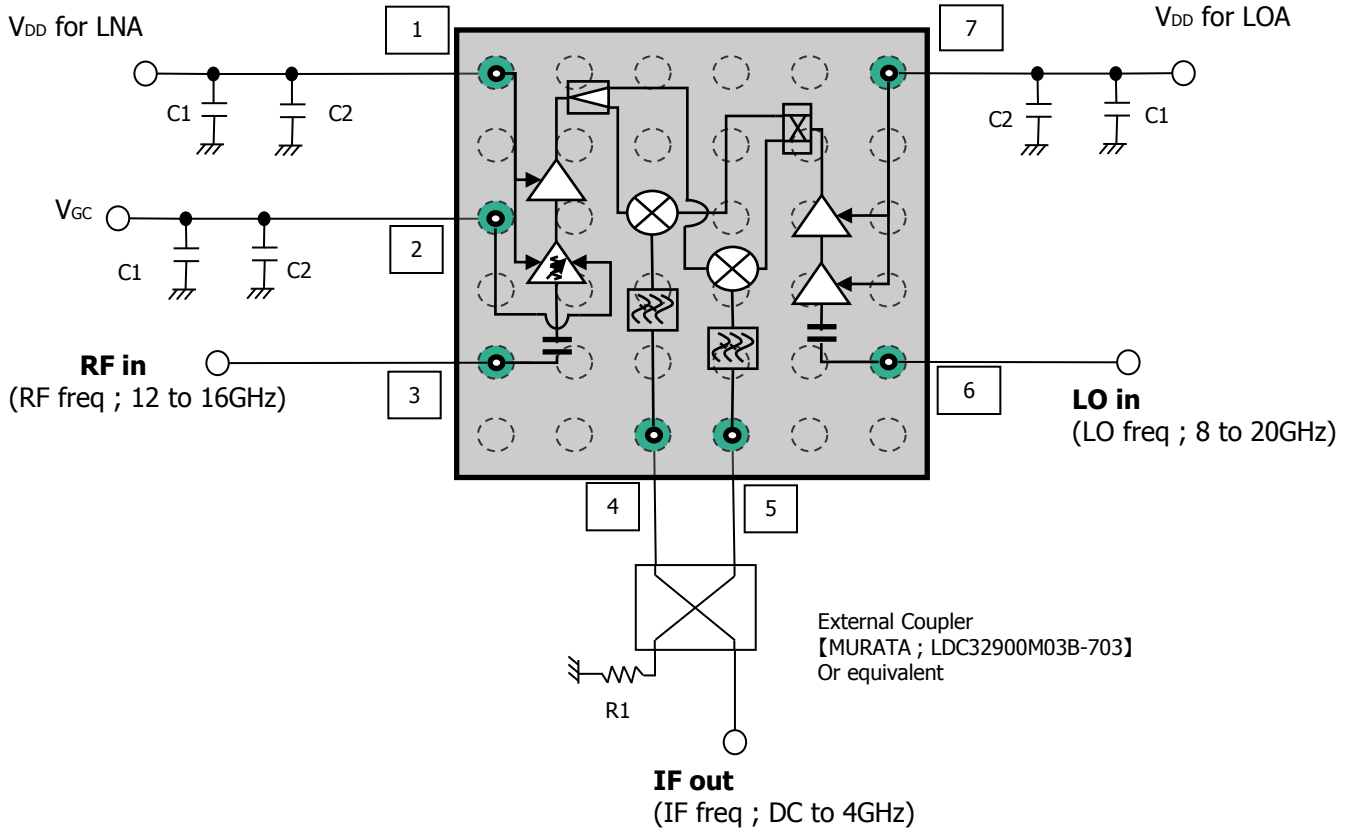 VDD for LNA
1
7
VDD for LOA
C1
C2
C2
C1
VGC
2
C1
C2
RF in
(RF freq ; 12 to 16GHz)
3
6
LO in
(LO freq ; 8 to 20GHz)
4
5
External Coupler
【MURATA ; LDC32900M03B-703】
Or equivalent
R1
IF out
(IF freq ; DC to 4GHz)